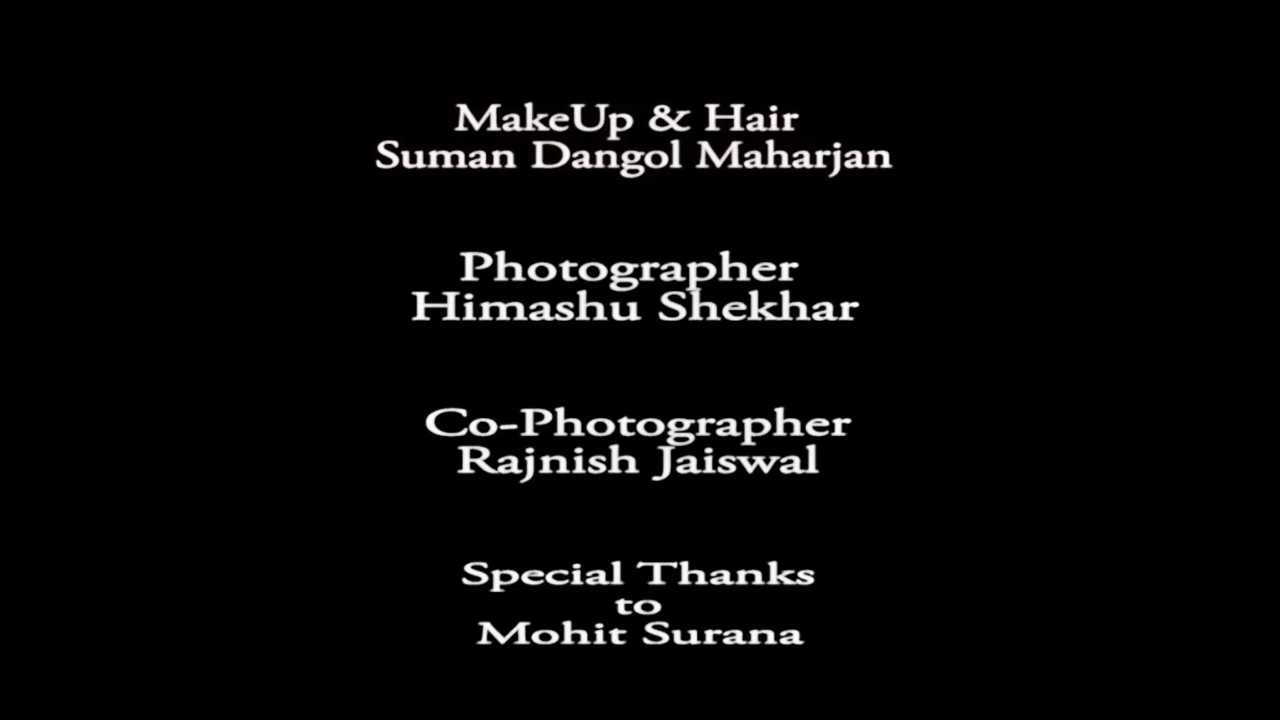 MakeUp & Hair
Suman Dangol Maharjan
Photographer
Himashu Shekhar
Co-Photographer
Rajnish Jaiswal
Special Thanks
to
Mohit Surana